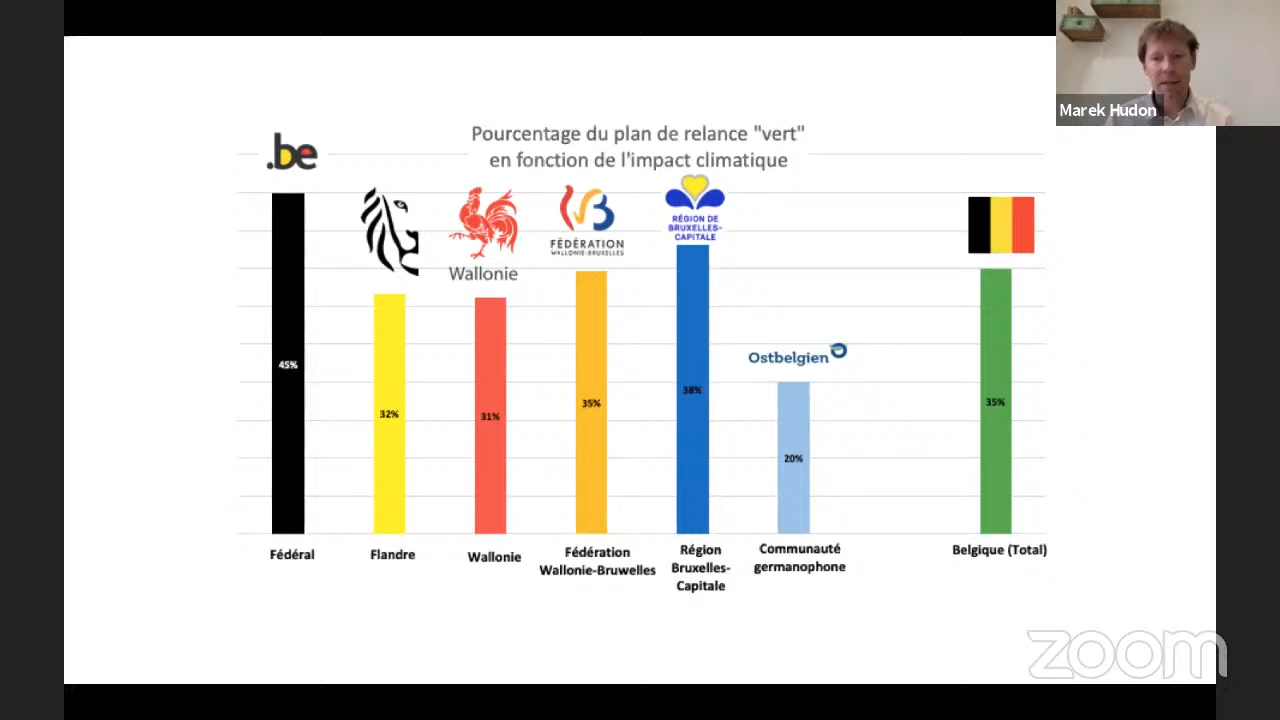 Marek Hudon
Pourcentage du plan de relance "vert"
en fonction de l'impact climatique
.be
Wallonie
FÉDÉRATION
WALLONIE-BRUXELLES
RÉGION DE
BRUXELLES-
CAPITALE
Ostbelgien
45%
32%
31%
35%
38%
20%
35%
Fédéral
Flandre
Wallonie
Fédération
Wallonie-Bruwelles
Région
Bruxelles-
Capitale
Communauté
germanophone
Belgique (Total)
zoom